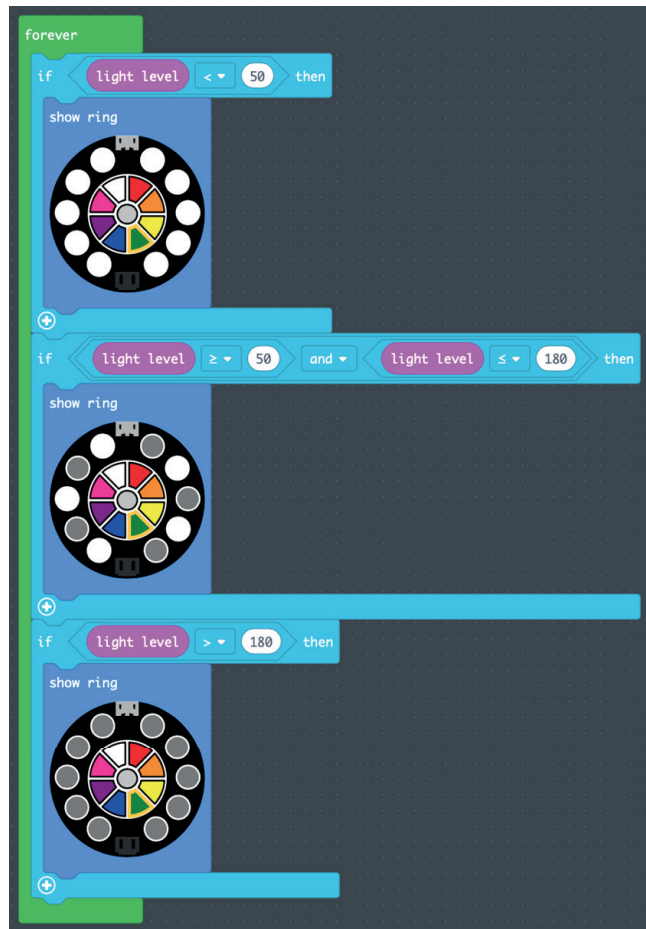 forever
if light level < 50 then
show ring
if light level ≥ 50 and light level ≤ 180 then
show ring
if light level > 180 then
show ring